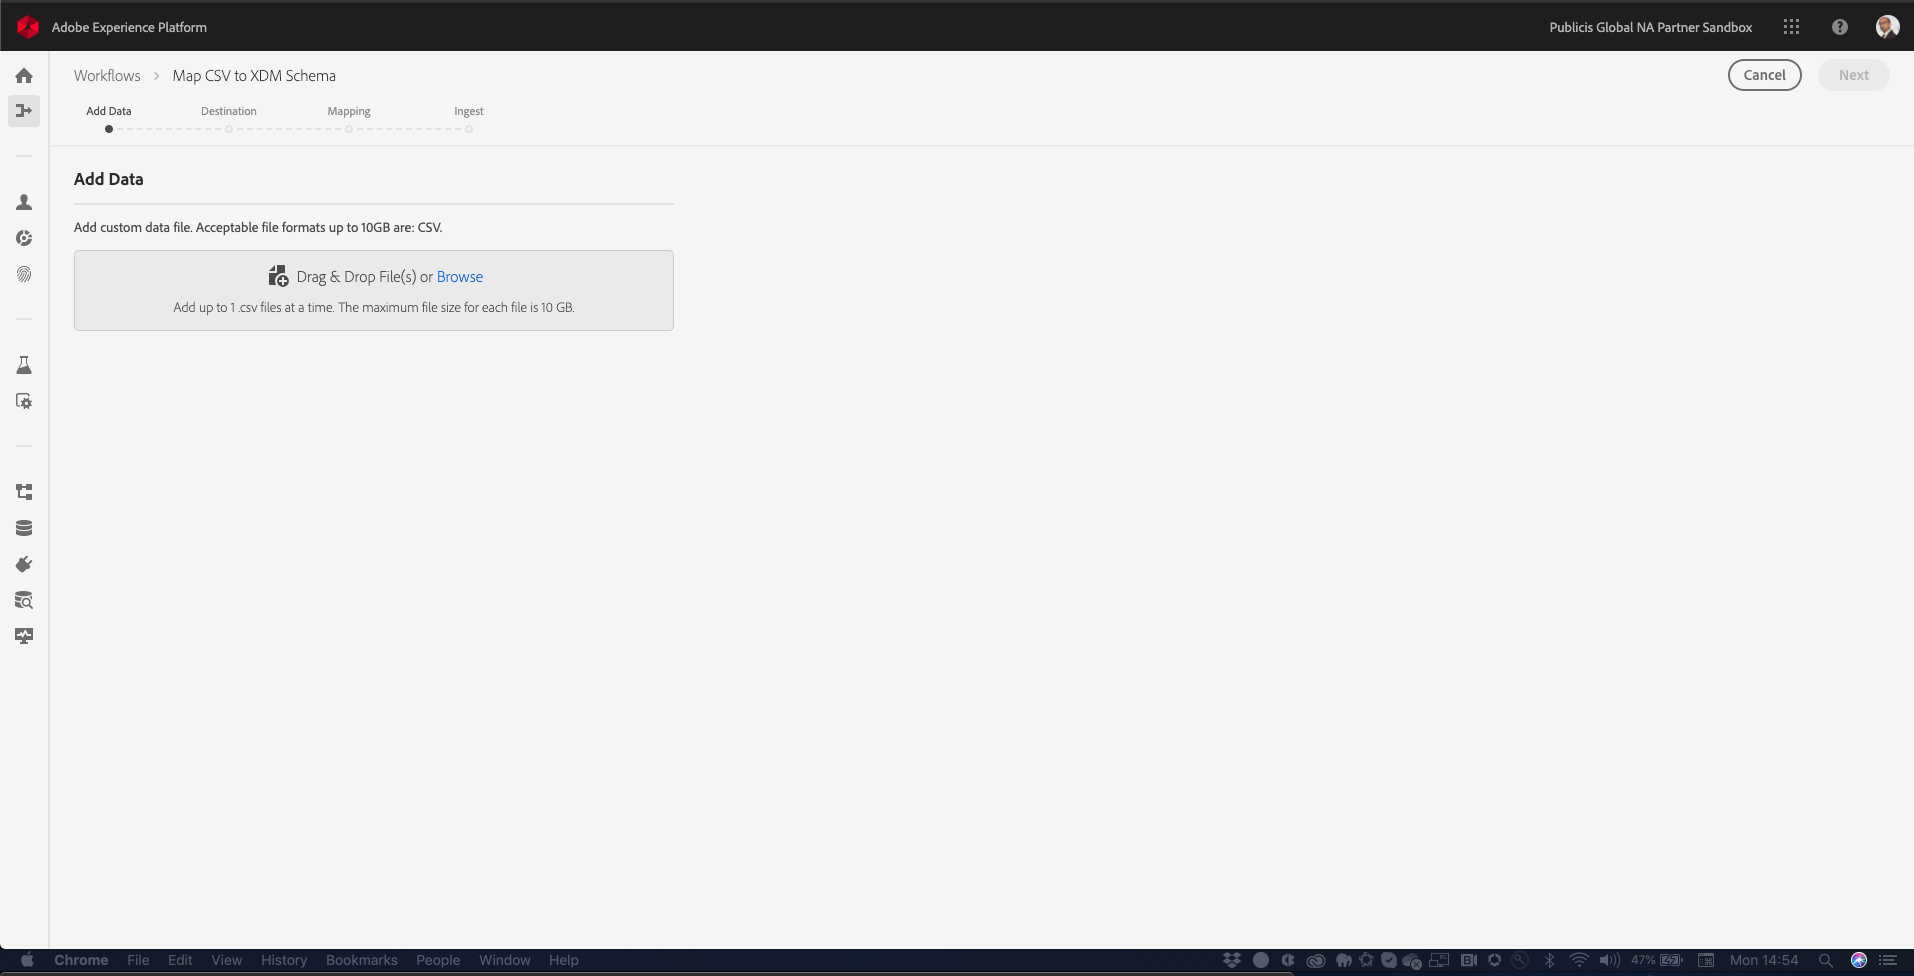 Adobe Experience Platform
Publicis Global NA Partner Sandbox
Workflows > Map CSV to XDM Schema
Cancel
Next
Add Data
Destination
Mapping
Ingest
Add Data
Add custom data file. Acceptable file formats up to 10GB are: CSV.
Drag & Drop File(s) or Browse
Add up to 1 .csv files at a time. The maximum file size for each file is 10 GB.
Chrome File Edit View History Bookmarks People Window Help
47%
Mon 14:54